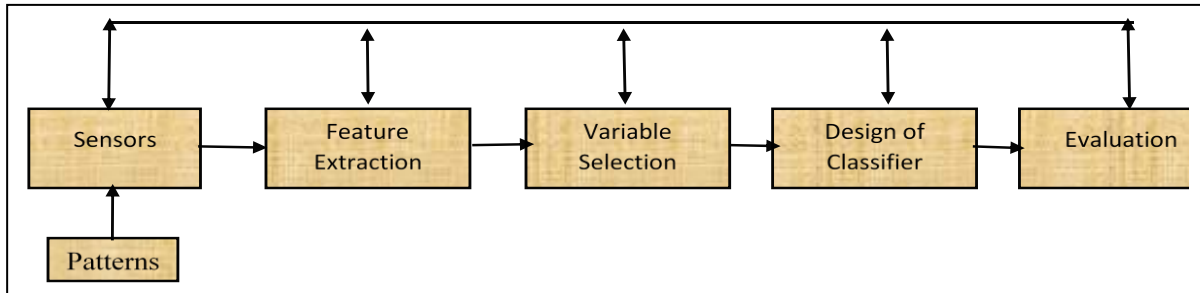 Sensors
Feature
Extraction
Variable
Selection
Design of
Classifier
Evaluation
Patterns